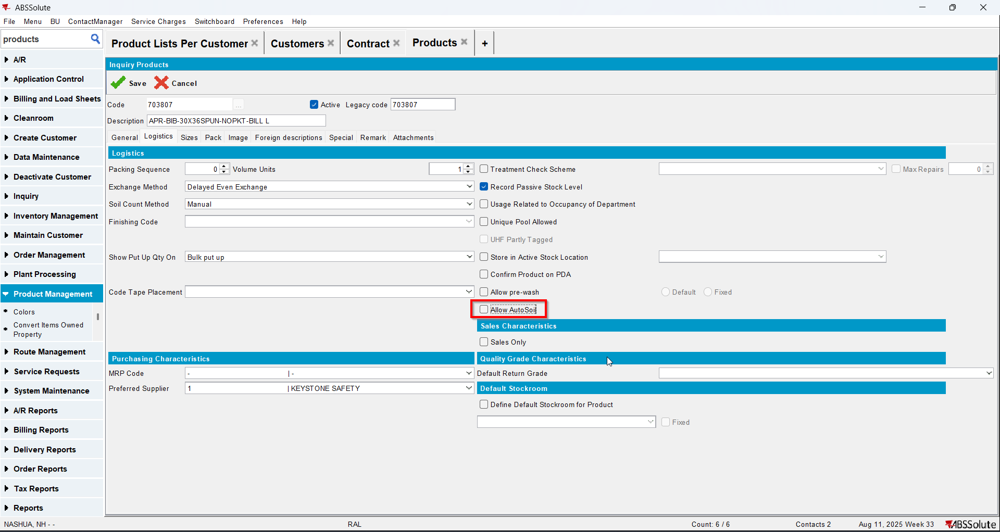 ABSSolute
File Menu BU ContactManager Service Charges Switchboard Preferences Help
products
Product Lists Per Customer Customers Contract Products +
A/R
Application Control
Billing and Load Sheets
Cleanroom
Create Customer
Data Maintenance
Deactivate Customer
Inquiry
Inventory Management
Maintain Customer
Order Management
Plant Processing
Product Management
Colors
Convert Items Owned
Property
Route Management
Service Requests
System Maintenance
A/R Reports
Billing Reports
Delivery Reports
Order Reports
Tax Reports
Reports
Inquiry Products
Save Cancel
Code 703807 ... Active Legacy code 703807
Description APR-BIB-30X36SPUN-NOPKT-BILL L
General Logistics Sizes Pack Image Foreign descriptions Special Remark Attachments
Logistics
Packing Sequence 0 Volume Units 1 Treatment Check Scheme Max Repairs 0
Exchange Method Delayed Even Exchange Record Passive Stock Level
Soil Count Method Manual Usage Related to Occupancy of Department
Finishing Code Unique Pool Allowed
UHF Partly Tagged
Show Put Up Qty On Bulk put up Store in Active Stock Location
Confirm Product on PDA
Code Tape Placement Allow pre-wash Default Fixed
Allow AutoSoil
Sales Characteristics
Sales Only
Purchasing Characteristics Quality Grade Characteristics
MRP Code - | - Default Return Grade
Preferred Supplier 1 | KEYSTONE SAFETY Default Stockroom
Define Default Stockroom for Product
Fixed
NASHUA, NH - - RAL Count: 6 / 6 Contacts 2 Aug 11, 2025 Week 33 ABSSolute